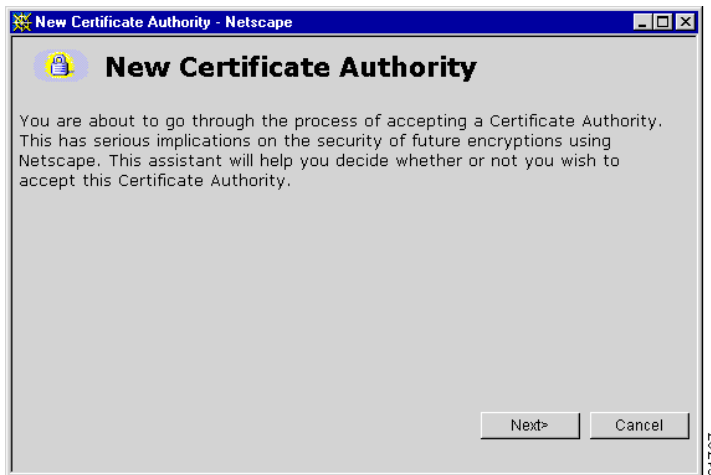 New Certificate Authority - Netscape
New Certificate Authority
You are about to go through the process of accepting a Certificate Authority.
This has serious implications on the security of future encryptions using
Netscape. This assistant will help you decide whether or not you wish to
accept this Certificate Authority.
Next>
Cancel